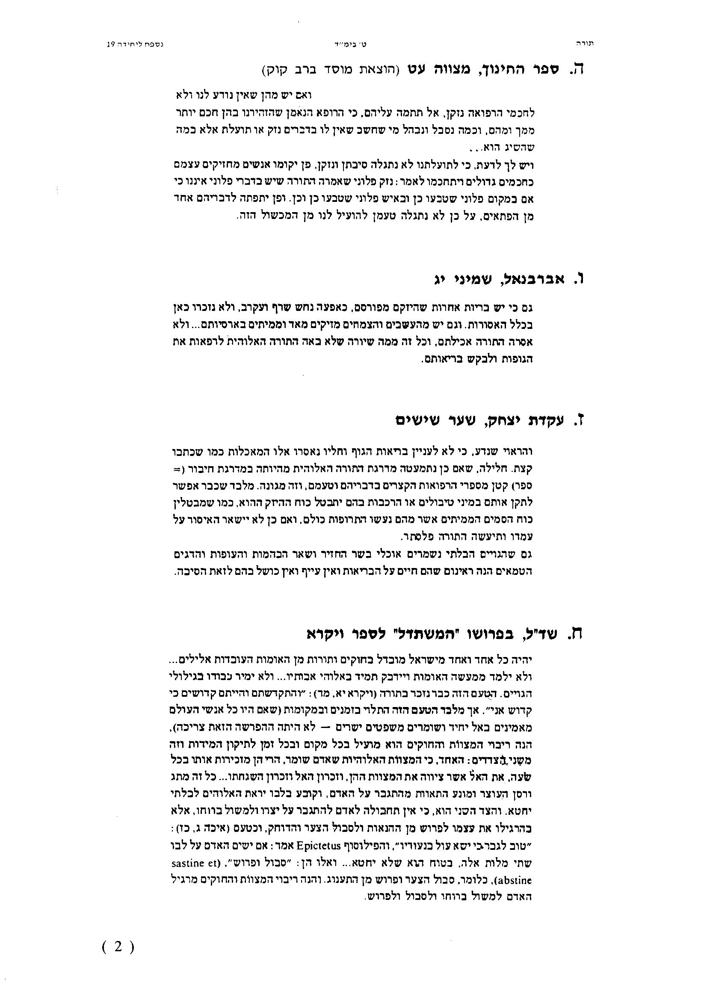 תורה
ט' בימ"ד
נספח ליחידה 19
ה. ספר החינוך, מצווה עט (הוצאת מוסד ברב קוק)
ואם יש מהן שאין נודע לנו ולא
לחכמי הרפואה נזקן, אל תתמה עליהם, כי הרופא הנאמן שהזהירנו בהן חכם יותר
ממך ומהם, וכמה נסכל ונבהל מי שחשב שאין לו בדברים נזק או תועלת אלא במה
שהשיג הוא...
ויש לך לדעת, כי לתועלתנו לא נתגלה סיבתן ונזקן, פן יקומו אנשים מחזיקים עצמם
כחכמים גדולים ויתחכמו לאמר: נזק פלוני שאמרה התורה שיש בדברי פלוני איננו כי
אם במקום פלוני שטבעו כן ובאיש פלוני שטבעו כן וכן. ופן יתפתה לדבריהם אחד
מן הפתאים, על כן לא נתגלה טעמן להועיל לנו מן המכשול הזה.
ו. אברבנאל, שמיני יג
גם כי יש בריות אחרות שהיזקם מפורסם, כאפעה נחש שורף ועקרב, ולא נזכרו כאן
בכלל האסורות. וגם יש מהעשבים והצמחים מזיקים מאד וממיתים בארסיותם... ולא
אסרה התורה אכילתם, וכל זה ממה שיורה שלא באה התורה האלוהית לרפאות את
הגופות ולבקש בריאותם.
ז. עקדת יצחק, שער שישים
והראוי שנדע, כי לא לעניין בריאות הגוף וחליו נאסרו אלו המאכלות כמו שכתבו
קצת. חלילה, שאם כן נתמעטה מדרגת התורה האלוהית מהיותה במדרגת חיבור (=
ספר) קטן מספרי הרפואות הקצרים בדבריהם וטעמם, וזה מגונה. מלבד שכבר אפשר
לתקן אותם במיני טיבולים או הרכבות בהם יתבטל כוח ההיזק ההוא, כמו שמבטלין
כוח הסמים הממיתים אשר מהם נעשו התרופות כולם, ואם כן לא יישאר האיסור על
עמדו ותיעשה התורה פלסתר.
גם שהגויים הבלתי נשמרים אוכלי בשר החזיר ושאר הבהמות והעופות והדגים
הטמאים הנה ראינום שהם חיים על הבריאות ואין עייף ואין כושל בהם לזאת הסיבה.
ח. שד"ל, בפרושו "המשתדל" לספר ויקרא
יהיה כל אחד ואחד מישראל מובדל בחוקים ותורות מן האומות העובדות אלילים...
ולא ילמד ממעשה האומות ויידבק תמיד באלוהי אבותיו... ולא ימיר כבודו בגילולי
הגויים. הטעם הזה כבר נזכר בתורה (ויקרא יא, מד): "והתקדשתם והייתם קדושים כי
קדוש אני". אך מלבד הטעם הזה התלוי בזמנים ובמקומות (שאם היו כל אנשי העולם
מאמינים באל יחיד ושומרים משפטים ישרים — לא היתה ההפרשה הזאת צריכה),
הנה ריבוי המצוות והחוקים הוא מועיל בכל מקום ובכל זמן לתיקון המידות וזה
משני הצדדים: האחד, כי המצוות האלוהיות שאדם שומר, הרי הן מזכירות אותו בכל
שעה, את האל אשר ציווה את המצוות ההן, וזכרון האל וזכרון השגחתו... כל זה מתג
ורסן העוצר ומונע התאוות מהתגבר על האדם, וקובע בלבו יראת האלוהים לבלתי
יחטא. והצד השני הוא, כי אין תחבולה לאדם להתגבר על יצרו ולמשול ברוחו, אלא
בהרגילו את עצמו לפרוש מן ההנאות ולסבול הצער והדוחק, וכטעם (איכה ג, כז):
"טוב לגבר כי ישא עול בנעוריו", והפילוסוף Epictetus אמר: אם ישים האדם על לבו
שתי מלות אלה, בטוח הוא שלא יחטא... ואלו הן: "סבול ופרוש", (sastine et
abstine), כלומר, סבול הצער ופרוש מן התענוג. והנה ריבוי המצוות והחוקים מרגיל
האדם למשול ברוחו ולסבול ולפרוש.
( 2 )